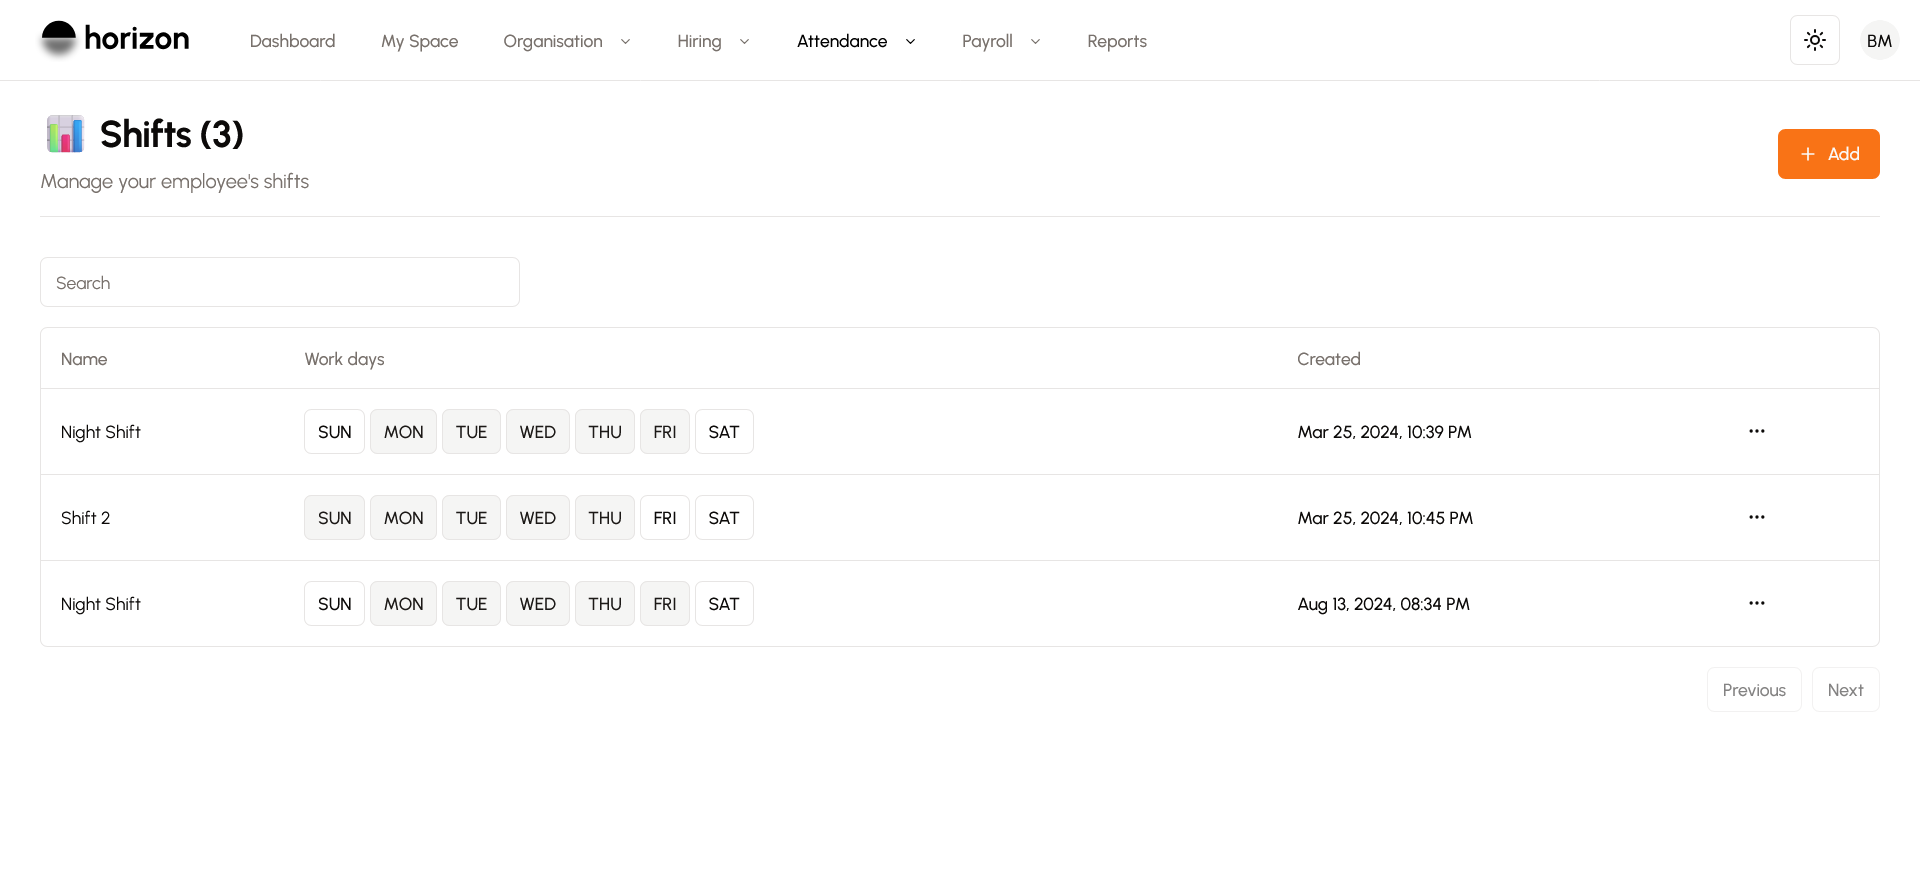 horizon Dashboard My Space Organisation Hiring Attendance Payroll Reports BM
Shifts (3)
Manage your employee's shifts
+ Add
Search
Name Work days Created
Night Shift SUN MON TUE WED THU FRI SAT Mar 25, 2024, 10:39 PM ···
Shift 2 SUN MON TUE WED THU FRI SAT Mar 25, 2024, 10:45 PM ···
Night Shift SUN MON TUE WED THU FRI SAT Aug 13, 2024, 08:34 PM ···
Previous Next